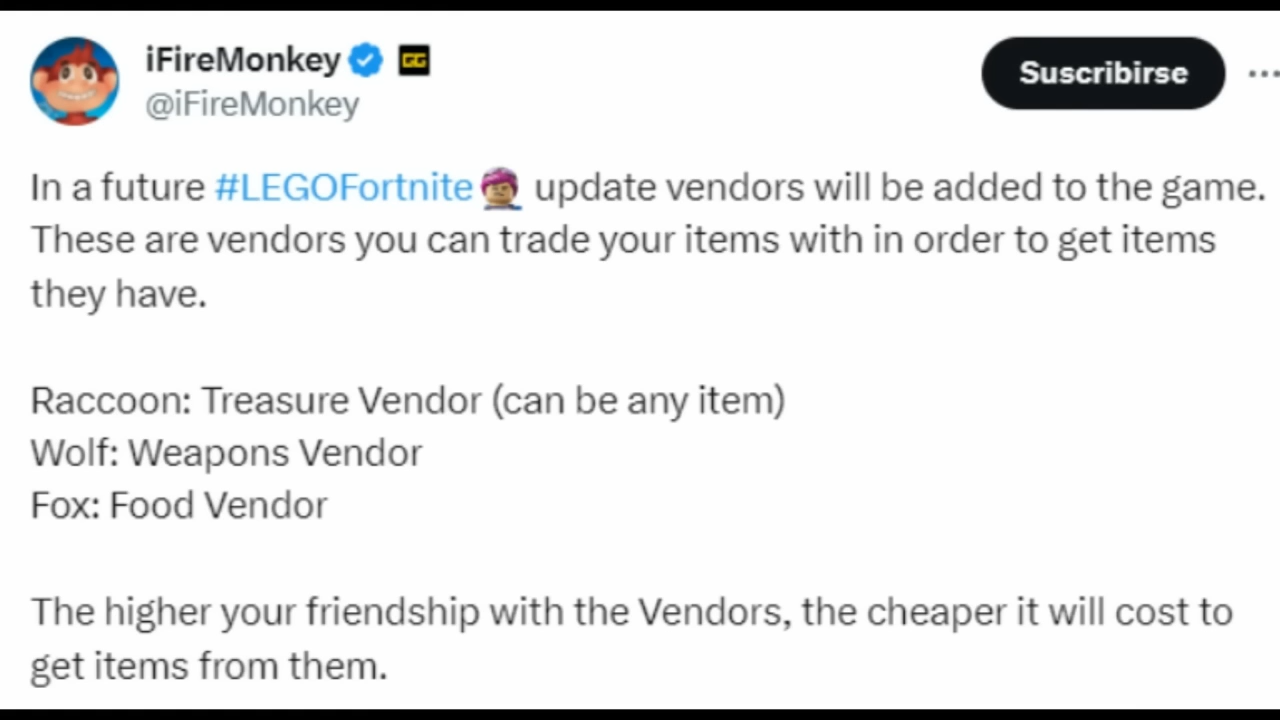 iFireMonkey GG
@iFireMonkey
Suscribirse
In a future #LEGOFortnite update vendors will be added to the game.
These are vendors you can trade your items with in order to get items
they have.
Raccoon: Treasure Vendor (can be any item)
Wolf: Weapons Vendor
Fox: Food Vendor
The higher your friendship with the Vendors, the cheaper it will cost to
get items from them.